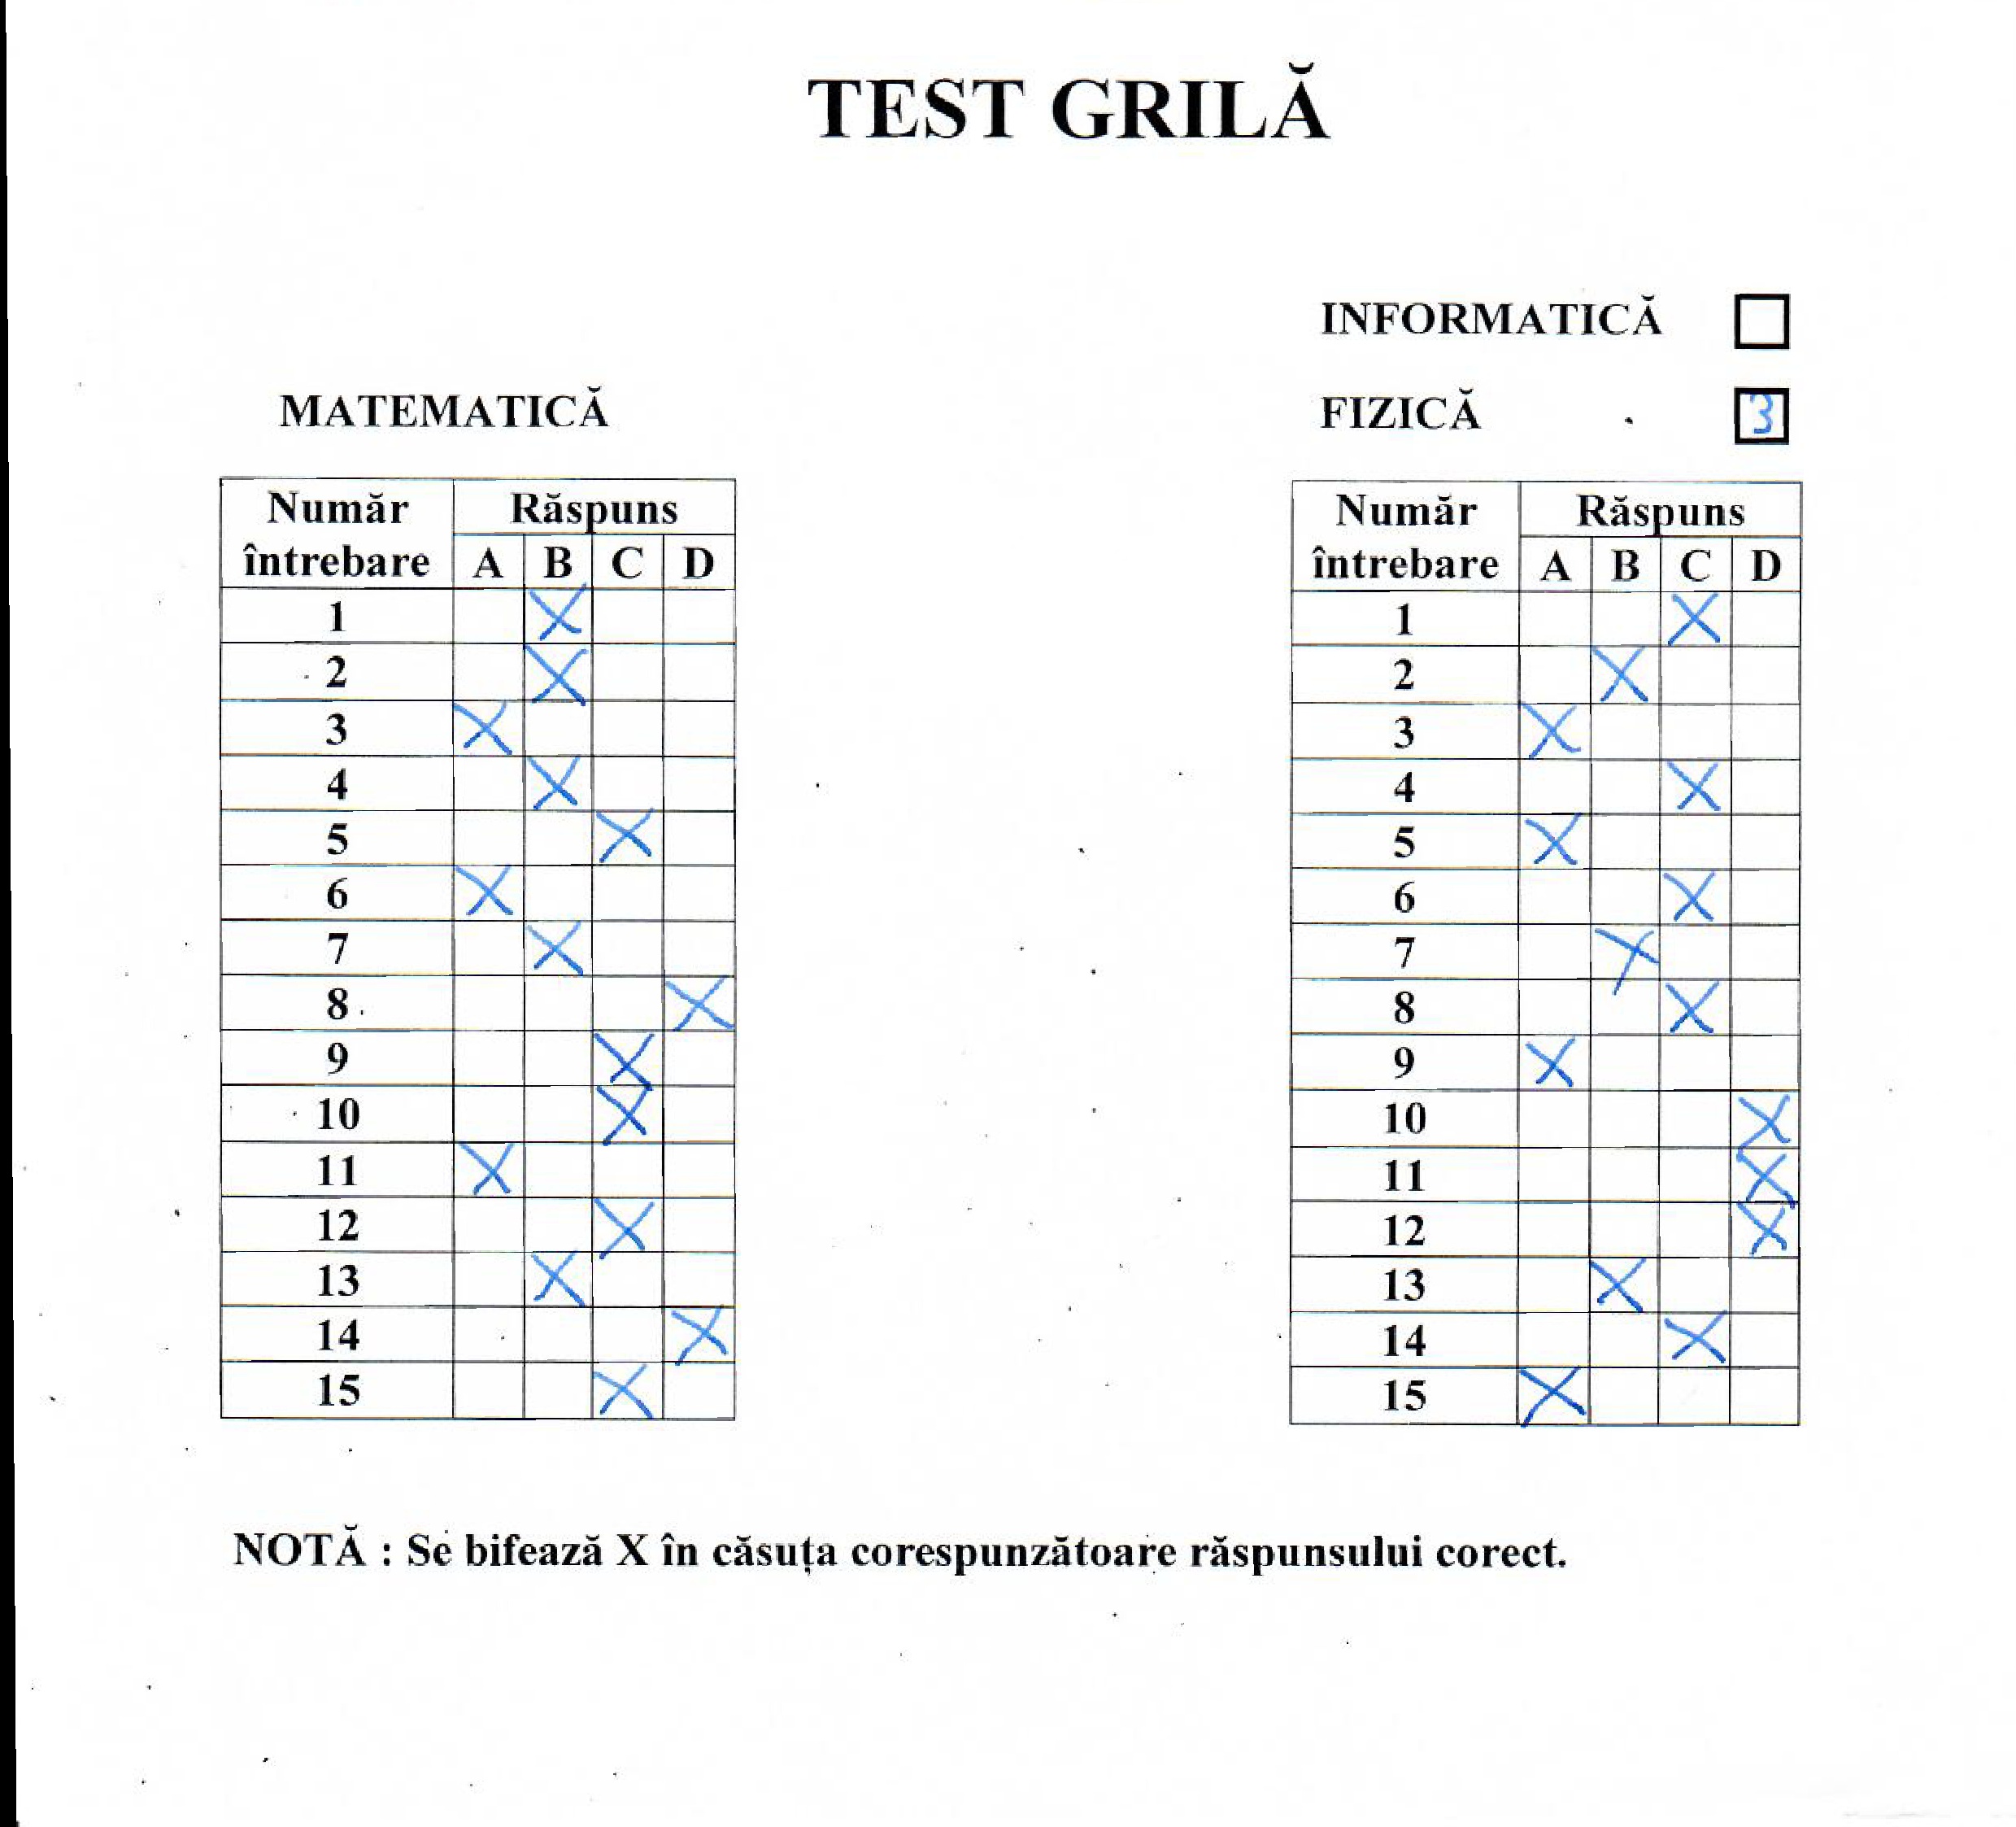 TEST GRILĂ
INFORMATICĂ
MATEMATICĂ
FIZICĂ 3
Număr întrebare Răspuns
A B C D
1 X
2 X
3 X
4 X
5 X
6 X
7 X
8 X
9 X
10 X
11 X
12 X
13 X
14 X
15 X
Număr întrebare Răspuns
A B C D
1 X
2 X
3 X
4 X
5 X
6 X
7 X
8 X
9 X
10 X
11 X
12 X
13 X
14 X
15 X
NOTĂ : Se bifează X în căsuța corespunzătoare răspunsului corect.